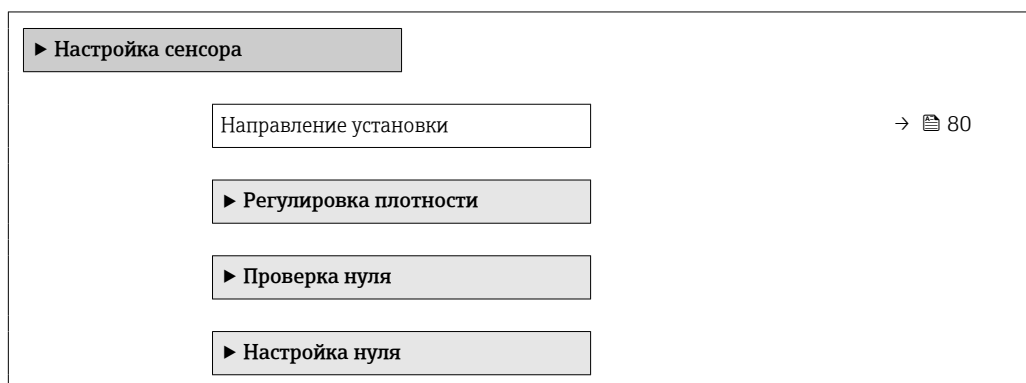 ► Настройка сенсора
Направление установки → 80
► Регулировка плотности
► Проверка нуля
► Настройка нуля